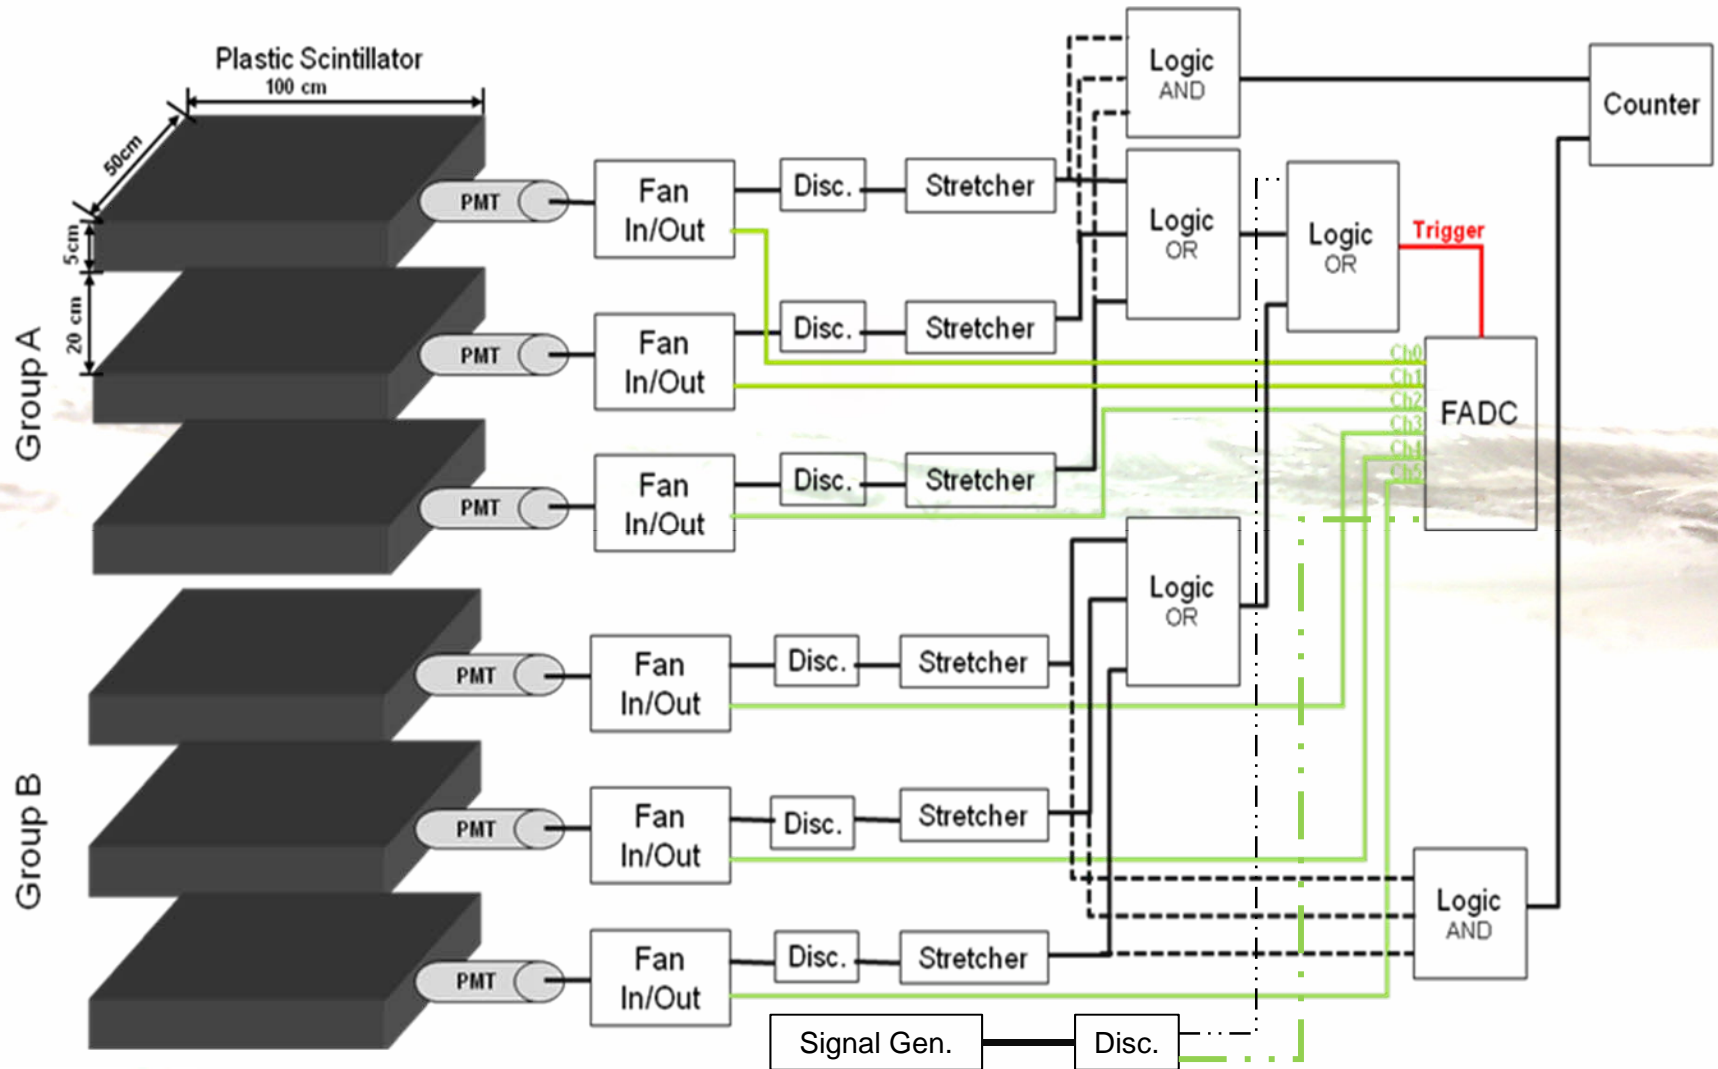 Plastic Scintillator
100 cm
50cm
5cm
20 cm
Group A
Group B
PMT
Fan
In/Out
Disc.
Stretcher
PMT
Fan
In/Out
Disc.
Stretcher
PMT
Fan
In/Out
Disc.
Stretcher
PMT
Fan
In/Out
Disc.
Stretcher
PMT
Fan
In/Out
Disc.
Stretcher
PMT
Fan
In/Out
Disc.
Stretcher
Signal Gen.
Disc.
Logic
AND
Logic
OR
Logic
OR
Logic
OR
Logic
AND
Trigger
Ch0
Ch1
Ch2
Ch3
Ch4
Ch5
FADC
Counter